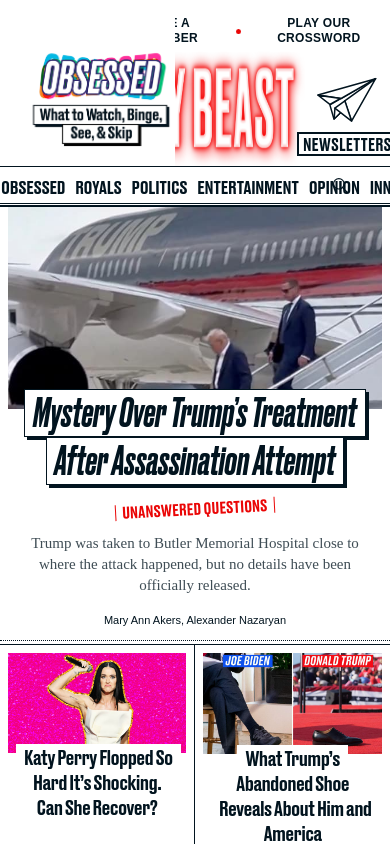 E A
BER
PLAY OUR
CROSSWORD
OBSESSED
What to Watch, Binge,
See, & Skip
Y BEAST
NEWSLETTERS
OBSESSED ROYALS POLITICS ENTERTAINMENT OPINION INN
TRUMP
Mystery Over Trump's Treatment
After Assassination Attempt
UNANSWERED QUESTIONS
Trump was taken to Butler Memorial Hospital close to
where the attack happened, but no details have been
officially released.
Mary Ann Akers, Alexander Nazaryan
Katy Perry Flopped So
Hard It's Shocking.
Can She Recover?
JOE BIDEN
DONALD TRUMP
What Trump's
Abandoned Shoe
Reveals About Him and
America